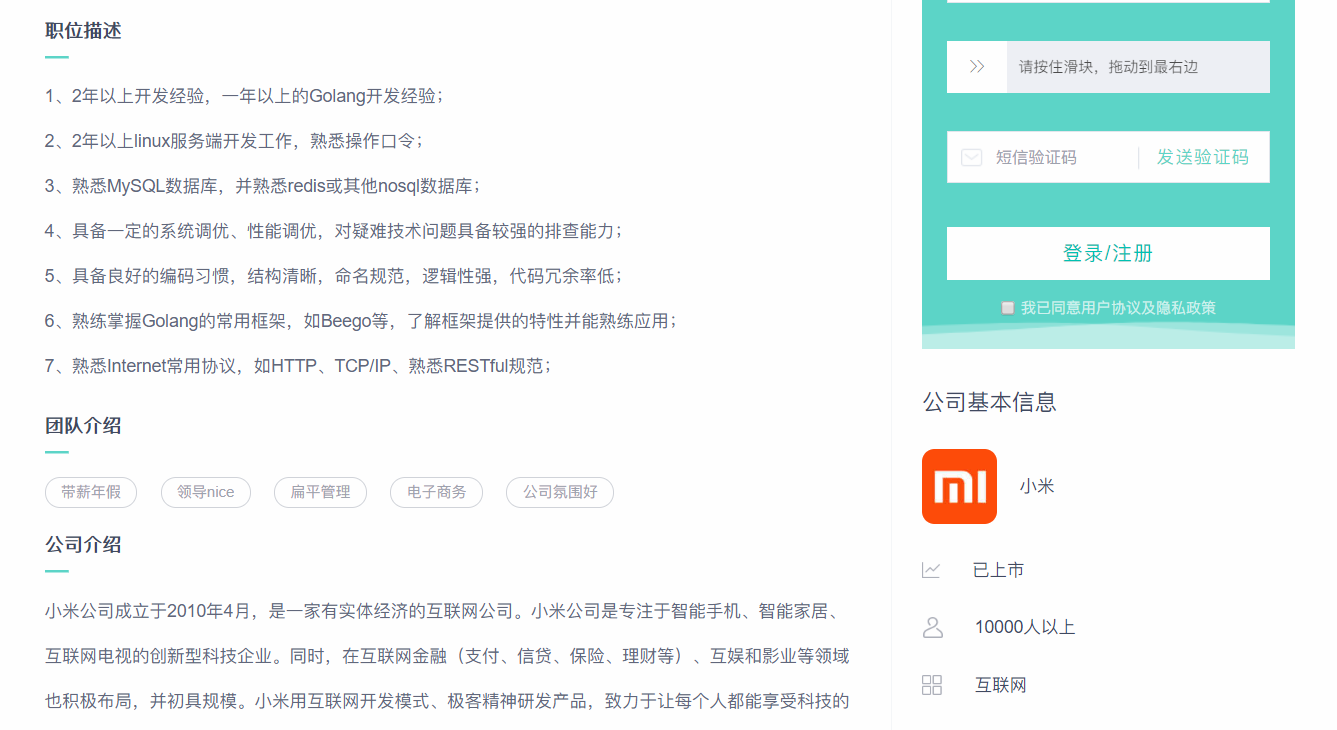 职位描述
1、2年以上开发经验，一年以上的Golang开发经验；
2、2年以上linux服务端开发工作，熟悉操作口令；
3、熟悉MySQL数据库，并熟悉redis或其他nosql数据库；
4、具备一定的系统调优、性能调优，对疑难技术问题具备较强的排查能力；
5、具备良好的编码习惯，结构清晰，命名规范，逻辑性强，代码冗余率低；
6、熟练掌握Golang的常用框架，如Beego等，了解框架提供的特性并能熟练应用；
7、熟悉Internet常用协议，如HTTP、TCP/IP、熟悉RESTful规范；
团队介绍
带薪年假 领导nice 扁平管理 电子商务 公司氛围好
公司介绍
小米公司成立于2010年4月，是一家有实体经济的互联网公司。小米公司是专注于智能手机、智能家居、
互联网电视的创新型科技企业。同时，在互联网金融（支付、信贷、保险、理财等）、互娱和影业等领域
也积极布局，并初具规模。小米用互联网开发模式、极客精神研发产品，致力于让每个人都能享受科技的
请按住滑块，拖动到最右边
短信验证码 发送验证码
登录/注册
我已同意用户协议及隐私政策
公司基本信息
mi 小米
已上市
10000人以上
互联网